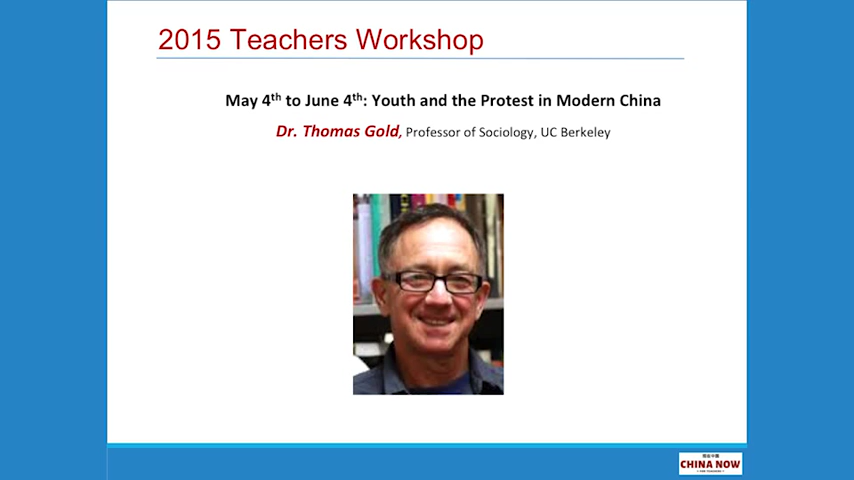 2015 Teachers Workshop
May 4th to June 4th: Youth and the Protest in Modern China
Dr. Thomas Gold, Professor of Sociology, UC Berkeley
CHINA NOW